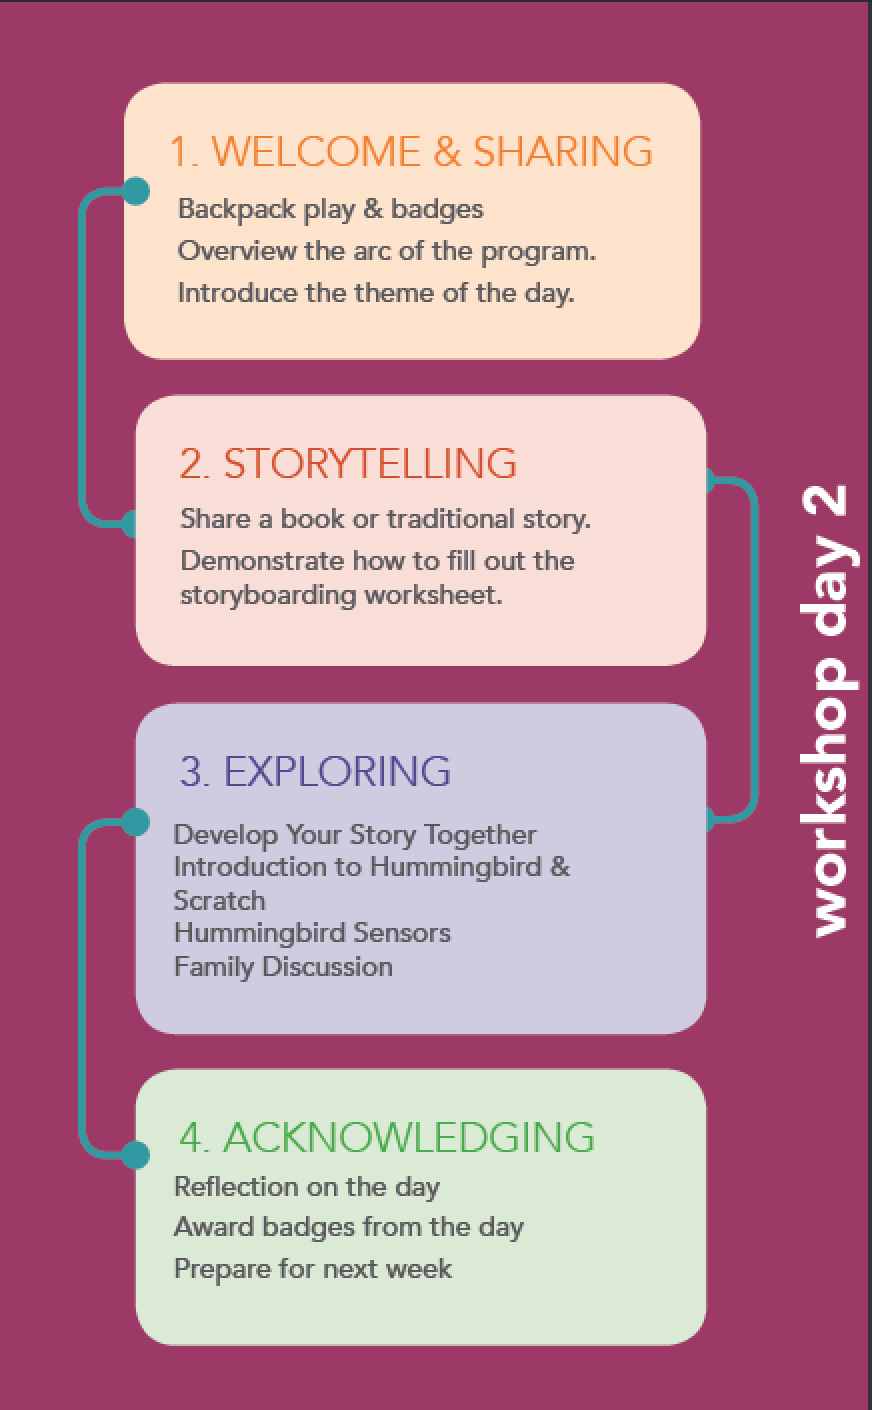 1. WELCOME & SHARING
Backpack play & badges
Overview the arc of the program.
Introduce the theme of the day.
2. STORYTELLING
Share a book or traditional story.
Demonstrate how to fill out the
storyboarding worksheet.
3. EXPLORING
Develop Your Story Together
Introduction to Hummingbird &
Scratch
Hummingbird Sensors
Family Discussion
4. ACKNOWLEDGING
Reflection on the day
Award badges from the day
Prepare for next week
workshop day 2